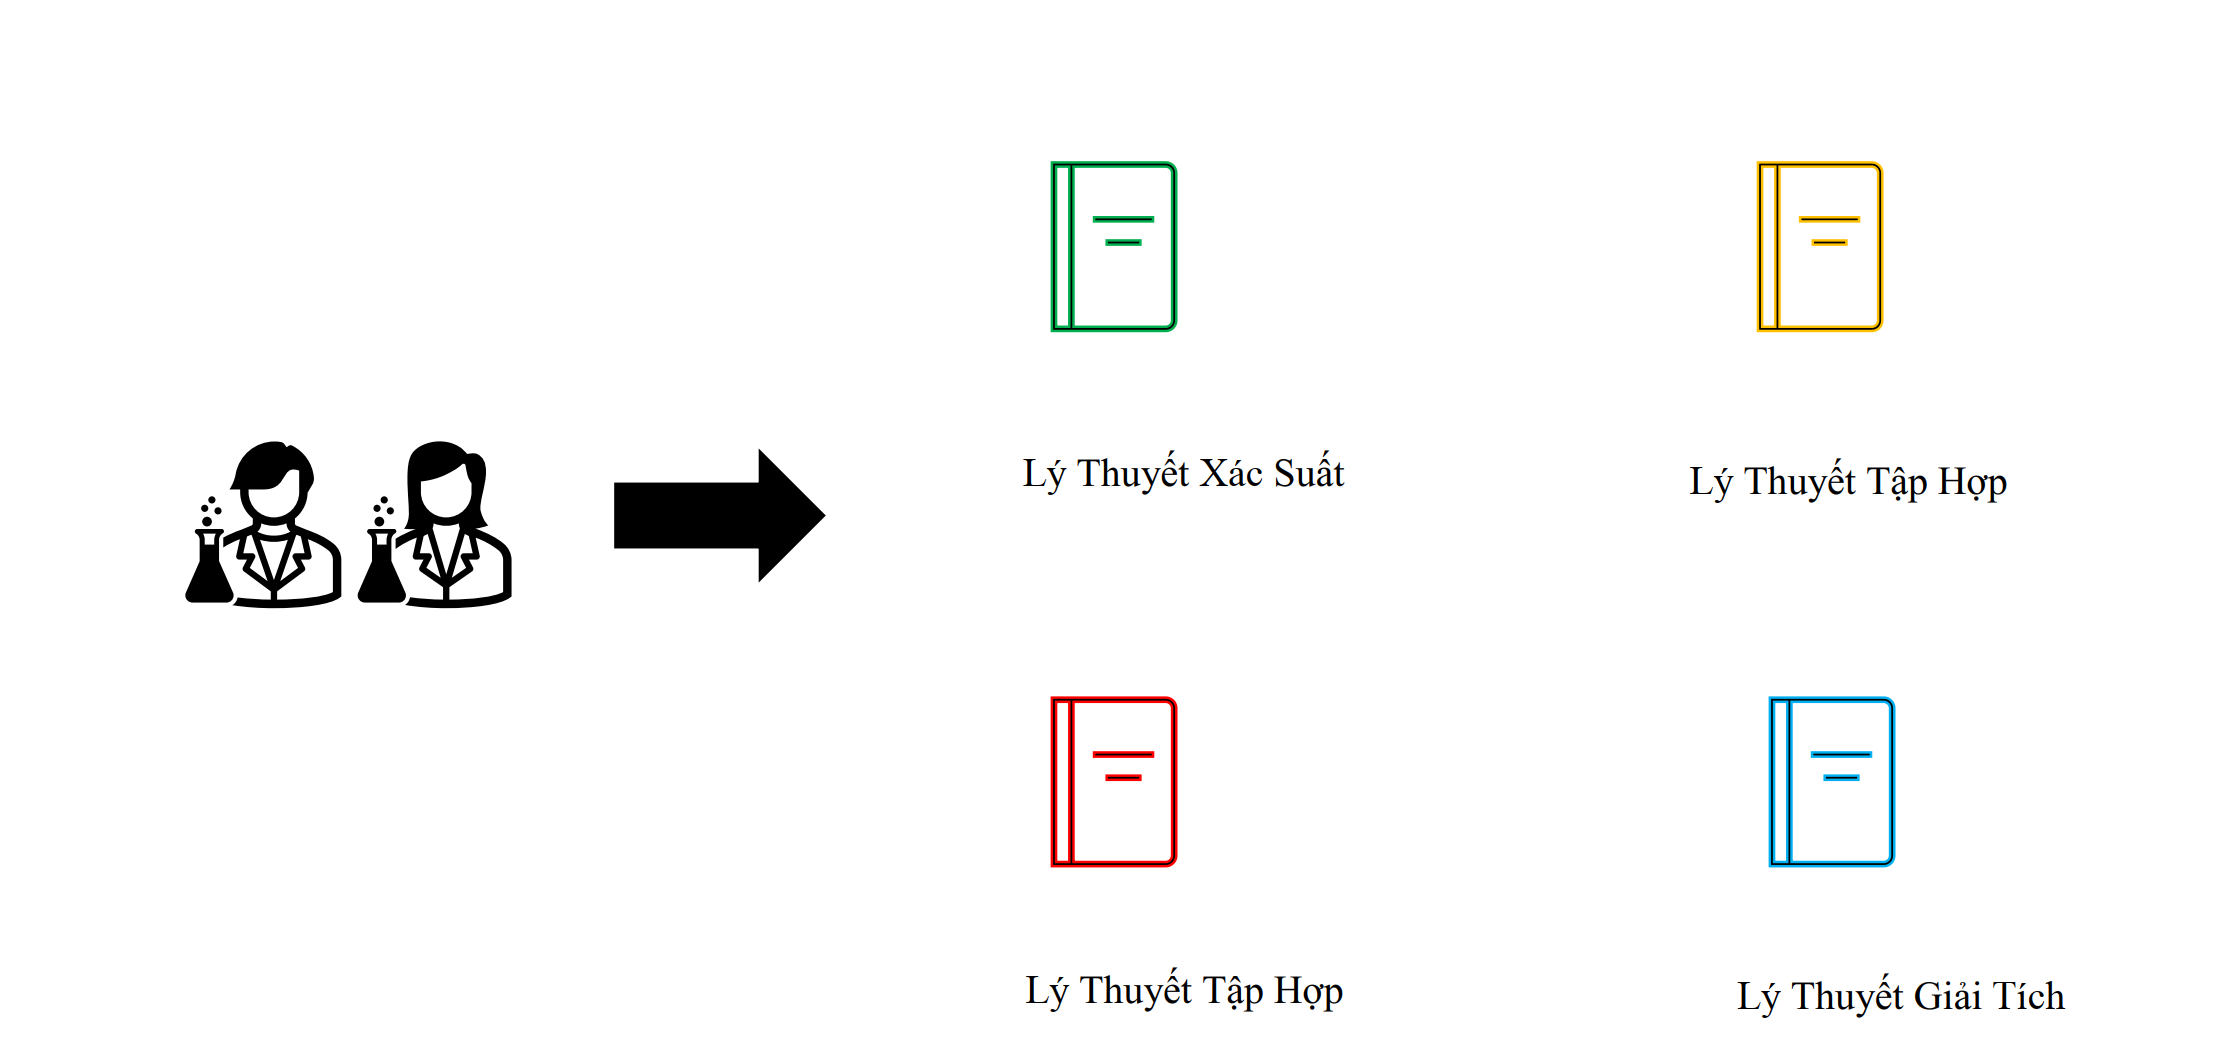 Lý Thuyết Xác Suất
Lý Thuyết Tập Hợp
Lý Thuyết Tập Hợp
Lý Thuyết Giải Tích